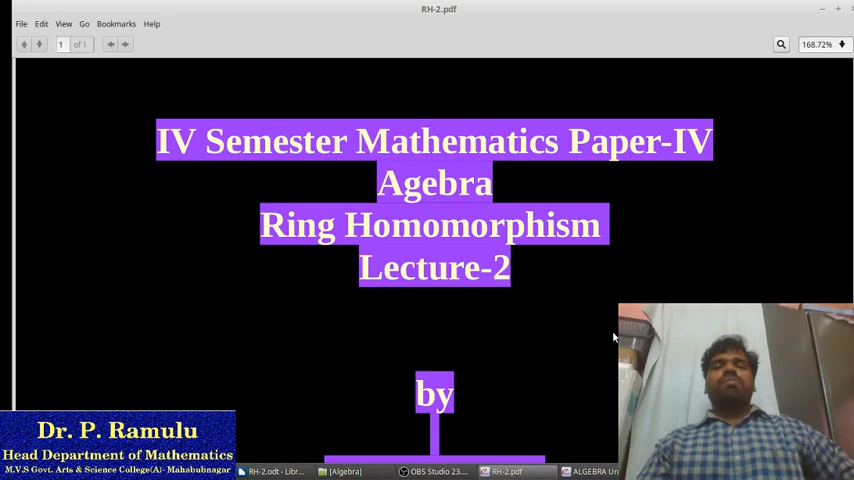 RH-2.pdf
File Edit View Go Bookmarks Help
1 of 1 168.72%
IV Semester Mathematics Paper-IV
Agebra
Ring Homomorphism
Lecture-2
by
Dr. P. Ramulu
Head Department of Mathematics
M.V.S Govt. Arts & Science College(A)- Mahabubnagar
RH-2.odt - Libr... [Algebra] OBS Studio 23.... RH-2.pdf ALGEBRA Un